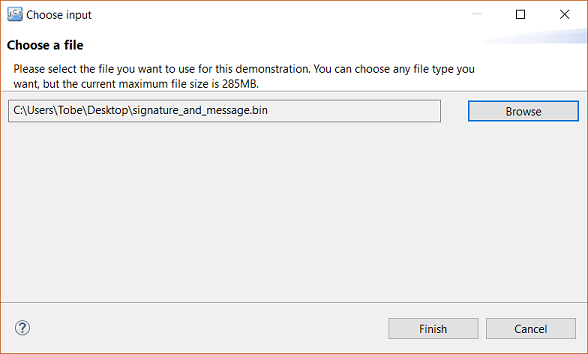 Choose input
Choose a file
Please select the file you want to use for this demonstration. You can choose any file type you
want, but the current maximum file size is 285MB.
C:\Users\Tobe\Desktop\signature_and_message.bin
Browse
?
Finish
Cancel